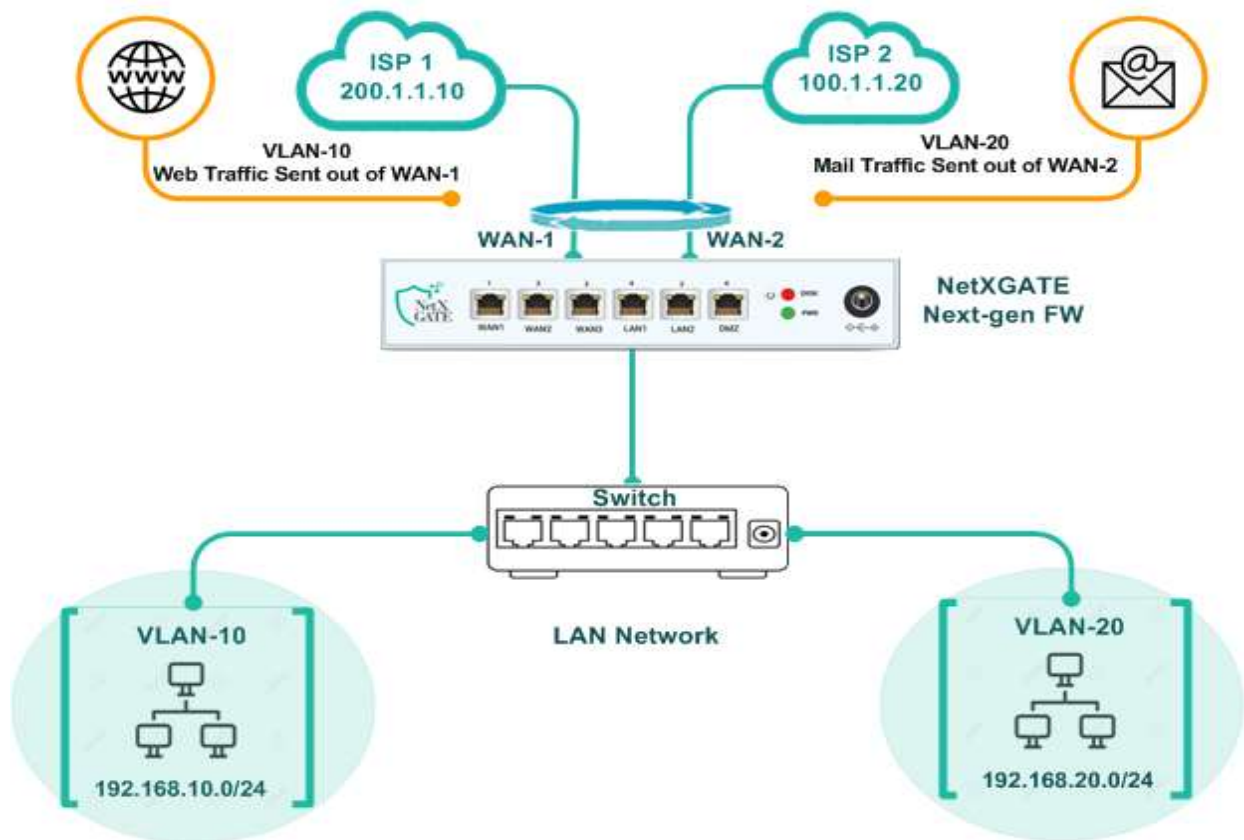 www
ISP 1
200.1.1.10
ISP 2
100.1.1.20
@
VLAN-10
Web Traffic Sent out of WAN-1
VLAN-20
Mail Traffic Sent out of WAN-2
WAN-1
WAN-2
NetX
GATE
WAN1
WAN2
WAN3
LAN1
LAN2
DMZ
PWR
NetXGATE
Next-gen FW
Switch
LAN Network
VLAN-10
192.168.10.0/24
VLAN-20
192.168.20.0/24